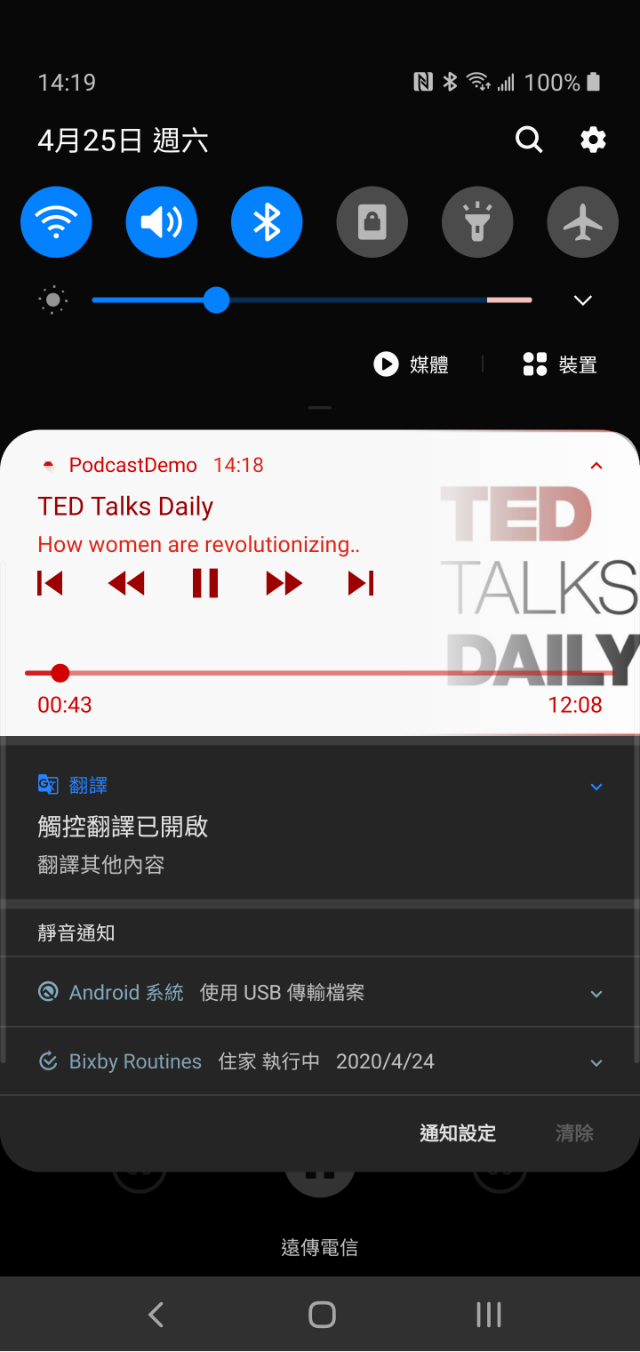 14:19
100%
4月25日 週六
媒體
裝置
PodcastDemo 14:18
TED Talks Daily
How women are revolutionizing..
TED
TALKS
DAILY
00:43
12:08
翻譯
觸控翻譯已開啟
翻譯其他內容
靜音通知
Android 系統 使用 USB 傳輸檔案
Bixby Routines 住家 執行中 2020/4/24
通知設定
清除
遠傳電信